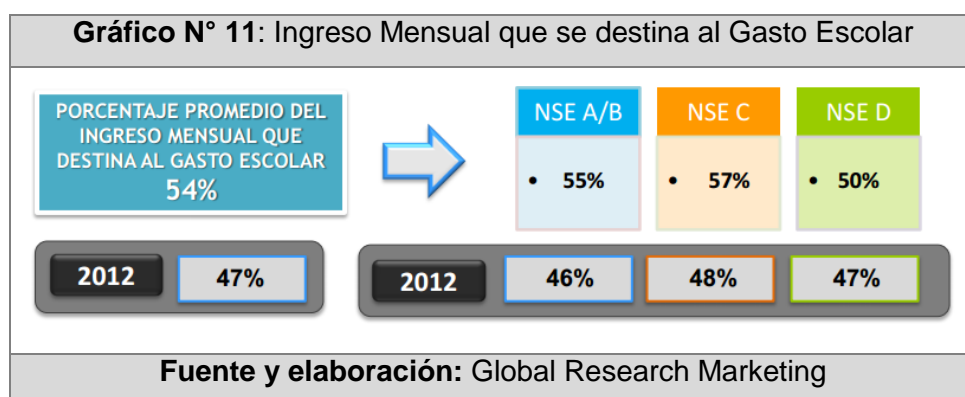 Gráfico N° 11: Ingreso Mensual que se destina al Gasto Escolar
PORCENTAJE PROMEDIO DEL
INGRESO MENSUAL QUE
DESTINA AL GASTO ESCOLAR
54%
NSE A/B
NSE C
NSE D
• 55%
• 57%
• 50%
2012
47%
2012
46%
48%
47%
Fuente y elaboración: Global Research Marketing